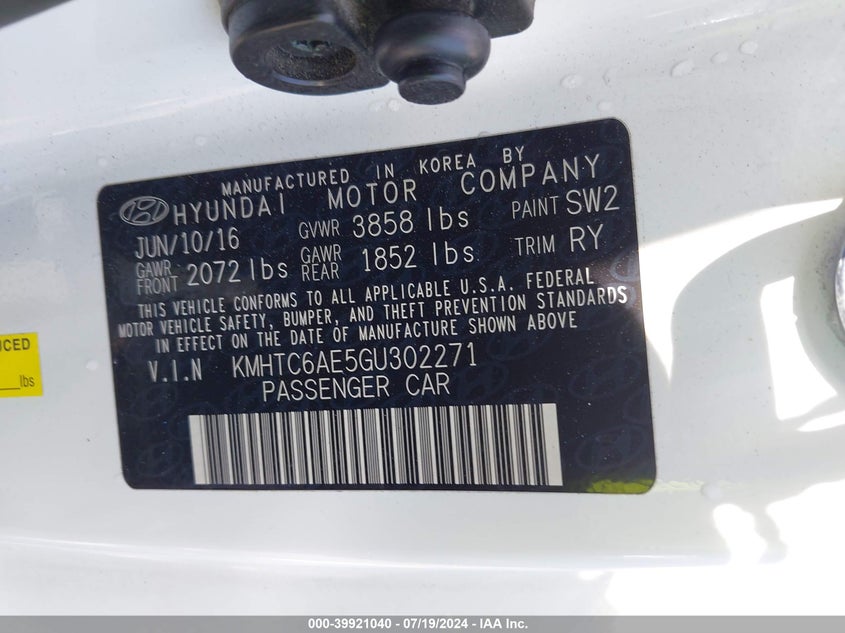 MANUFACTURED IN KOREA BY
HYUNDAI MOTOR COMPANY
JUN/10/16 GVWR 3858 lbs PAINT SW2
GAWR FRONT 2072 lbs GAWR REAR 1852 lbs TRIM RY
THIS VEHICLE CONFORMS TO ALL APPLICABLE U.S.A. FEDERAL
MOTOR VEHICLE SAFETY, BUMPER, AND THEFT PREVENTION STANDARDS
IN EFFECT ON THE DATE OF MANUFACTURE SHOWN ABOVE
V.I.N KMHTC6AE5GU302271
PASSENGER CAR
lbs
000-39921040 - 07/19/2024 - IAA Inc.